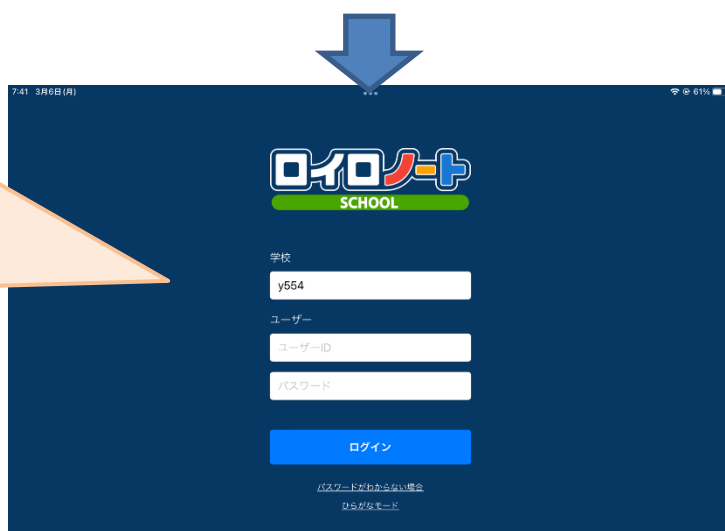 7:41 3月6日(月)
61%
ロイロノート
SCHOOL
学校
y554
ユーザー
ユーザーID
パスワード
ログイン
パスワードがわからない場合
ひらがなモード